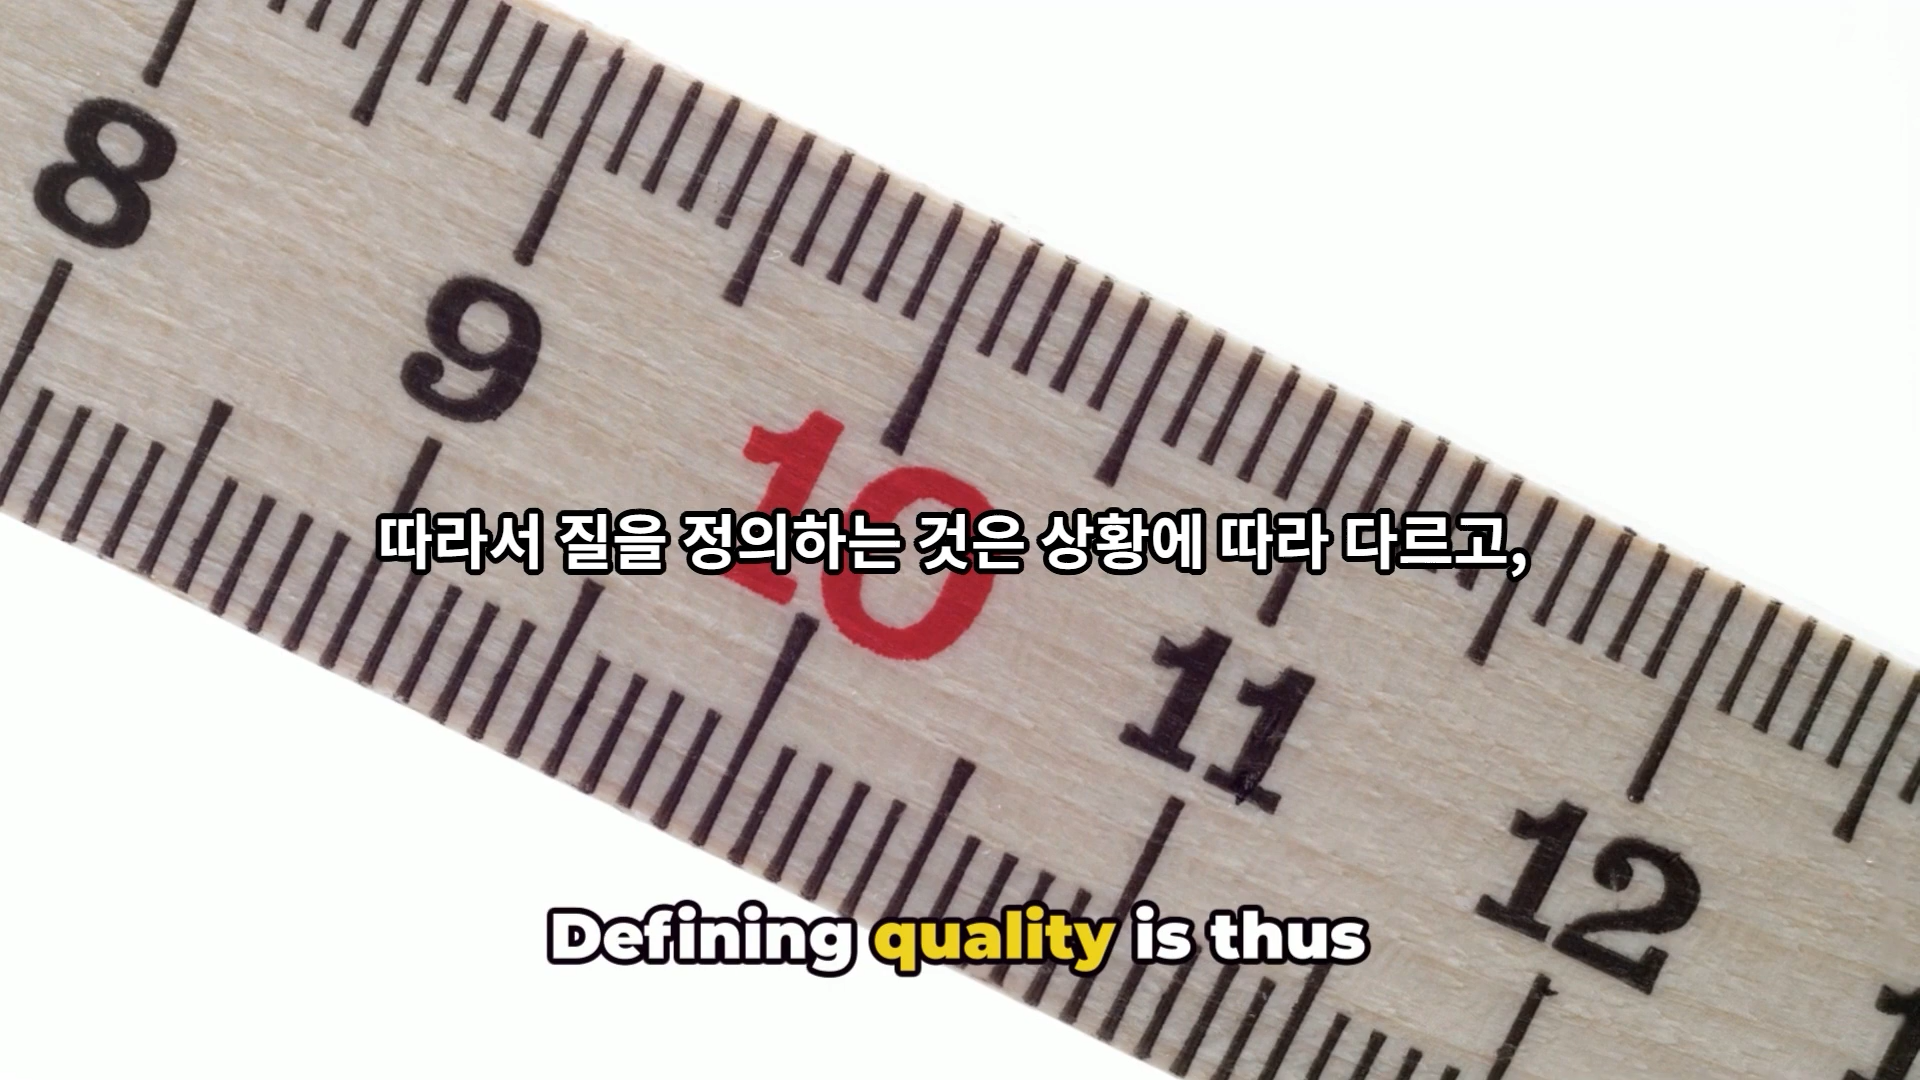 8
9
10
따라서 질을 정의하는 것은 상황에 따라 다르고,
11
12
Defining quality is thus